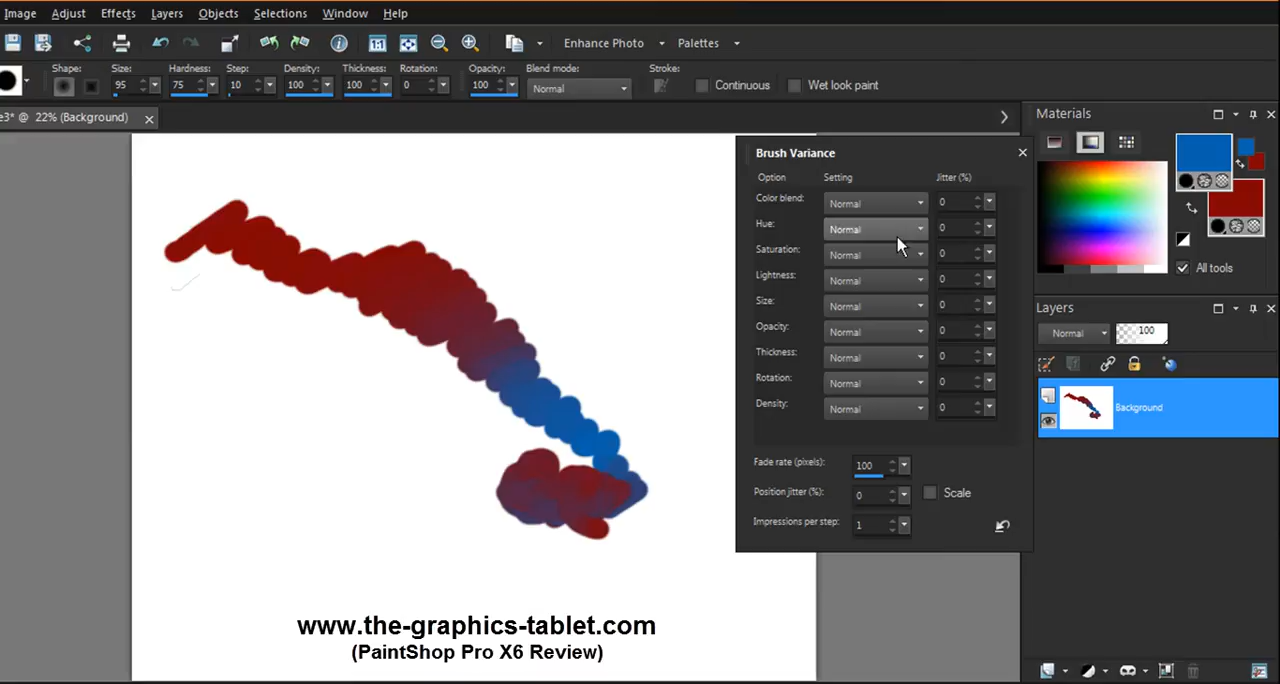 Image Adjust Effects Layers Objects Selections Window Help
1:1 Enhance Photo Palettes
Shape: Size: Hardness: Step: Density: Thickness: Rotation: Opacity: Blend mode: Stroke:
95 75 10 100 100 0 100 Normal Continuous Wet look paint
e3* @ 22% (Background)
Materials
All tools
Brush Variance
Option Setting Jitter (%)
Color blend: Normal 0
Hue: Normal 0
Saturation: Normal 0
Lightness: Normal 0
Size: Normal 0
Opacity: Normal 0
Thickness: Normal 0
Rotation: Normal 0
Density: Normal 0
Fade rate (pixels): 100
Position jitter (%): 0 Scale
Impressions per step: 1
Layers
Normal 100
Background
www.the-graphics-tablet.com
(PaintShop Pro X6 Review)